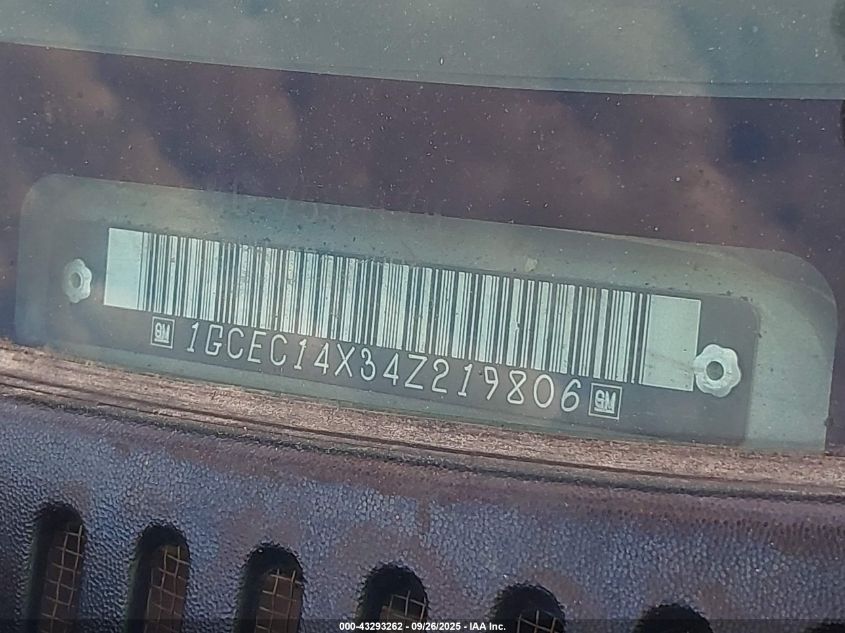 GM 1GCEC14X34Z219806 GM
000-43293262 - 09/26/2025 - IAA Inc.